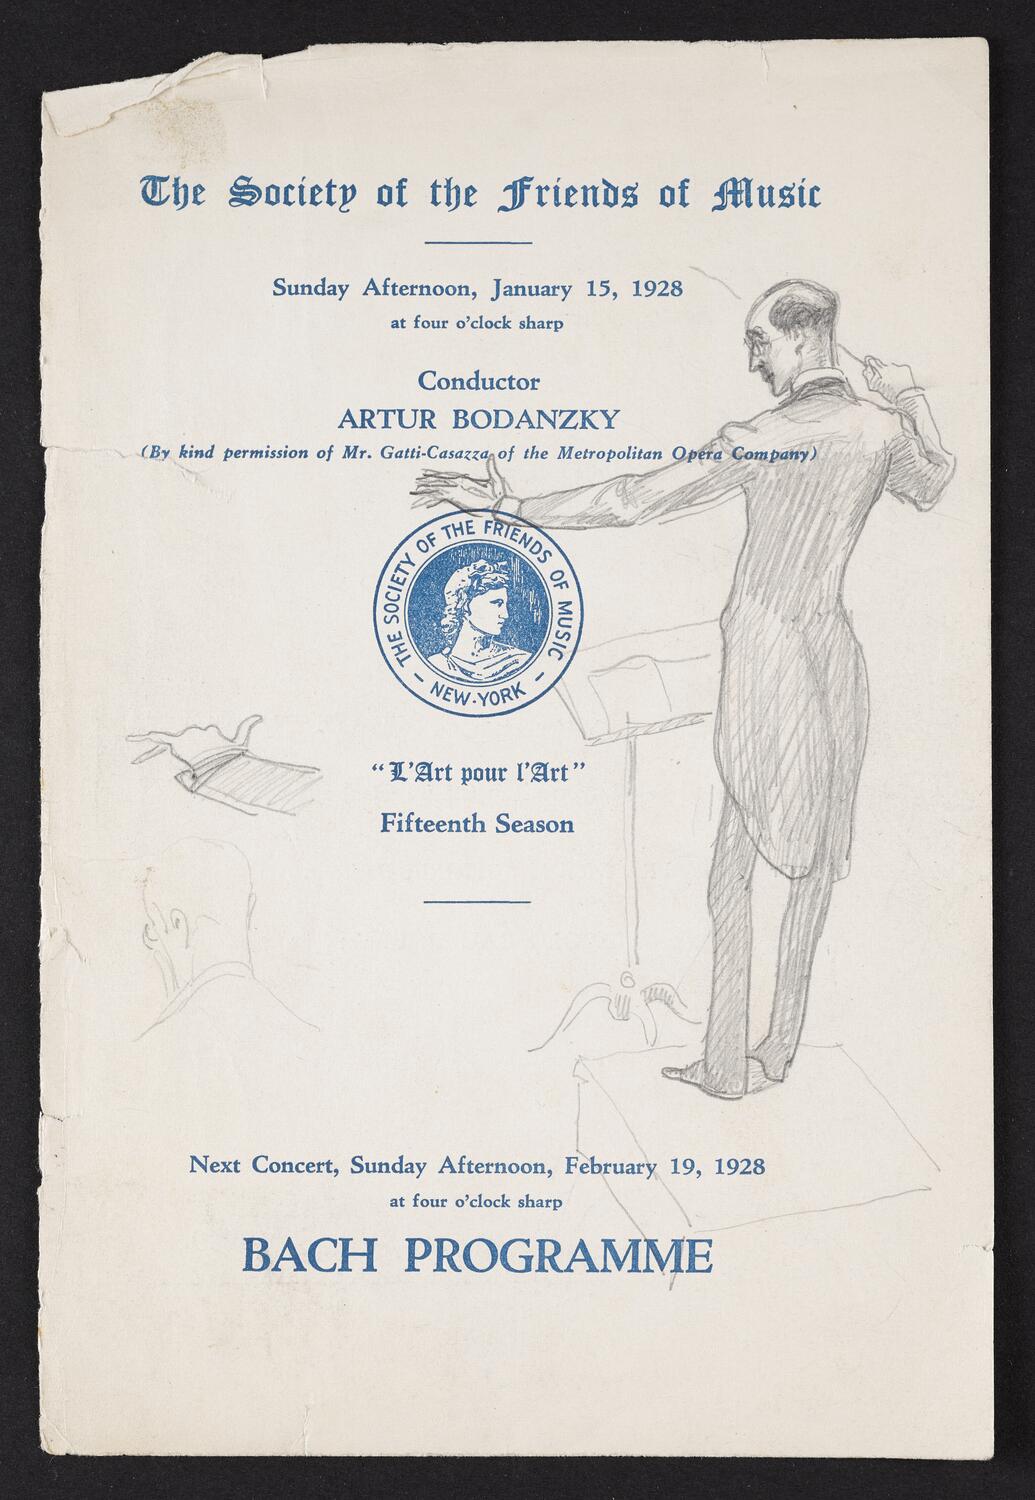 The Society of the Friends of Music
Sunday Afternoon, January 15, 1928
at four o'clock sharp
Conductor
ARTUR BODANZKY
(By kind permission of Mr. Gatti-Casazza of the Metropolitan Opera Company)
THE SOCIETY OF THE FRIENDS OF MUSIC
– NEW·YORK –
“L'Art pour l'Art”
Fifteenth Season
Next Concert, Sunday Afternoon, February 19, 1928
at four o'clock sharp
BACH PROGRAMME